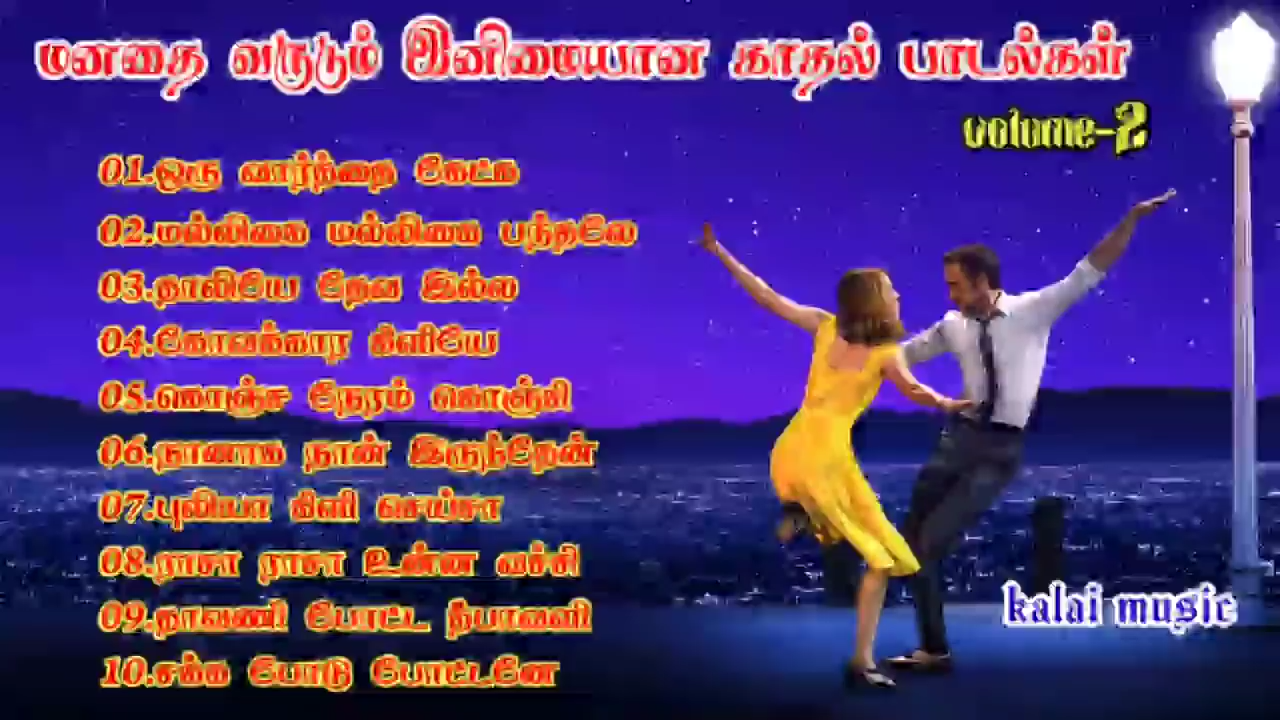 மனதை வருடும் இனிமையான காதல் பாடல்கள்
volume-2
01.ஒரு வார்த்தை கேட்க
02.மல்லிகை மல்லிகை பந்தலே
03.தாலியே தேவ இல்ல
04.கோவக்கார கிளியே
05.கொஞ்ச நேரம் கொஞ்சி
06.நானாக நான் இருந்றேன்
07.புலியா கிளி செய்சா
08.ராசா ராசா உன்ன வச்சி
09.தாவணி போட்ட தீபாவளி
10.சக்க போடு போட்டனே
kalai music